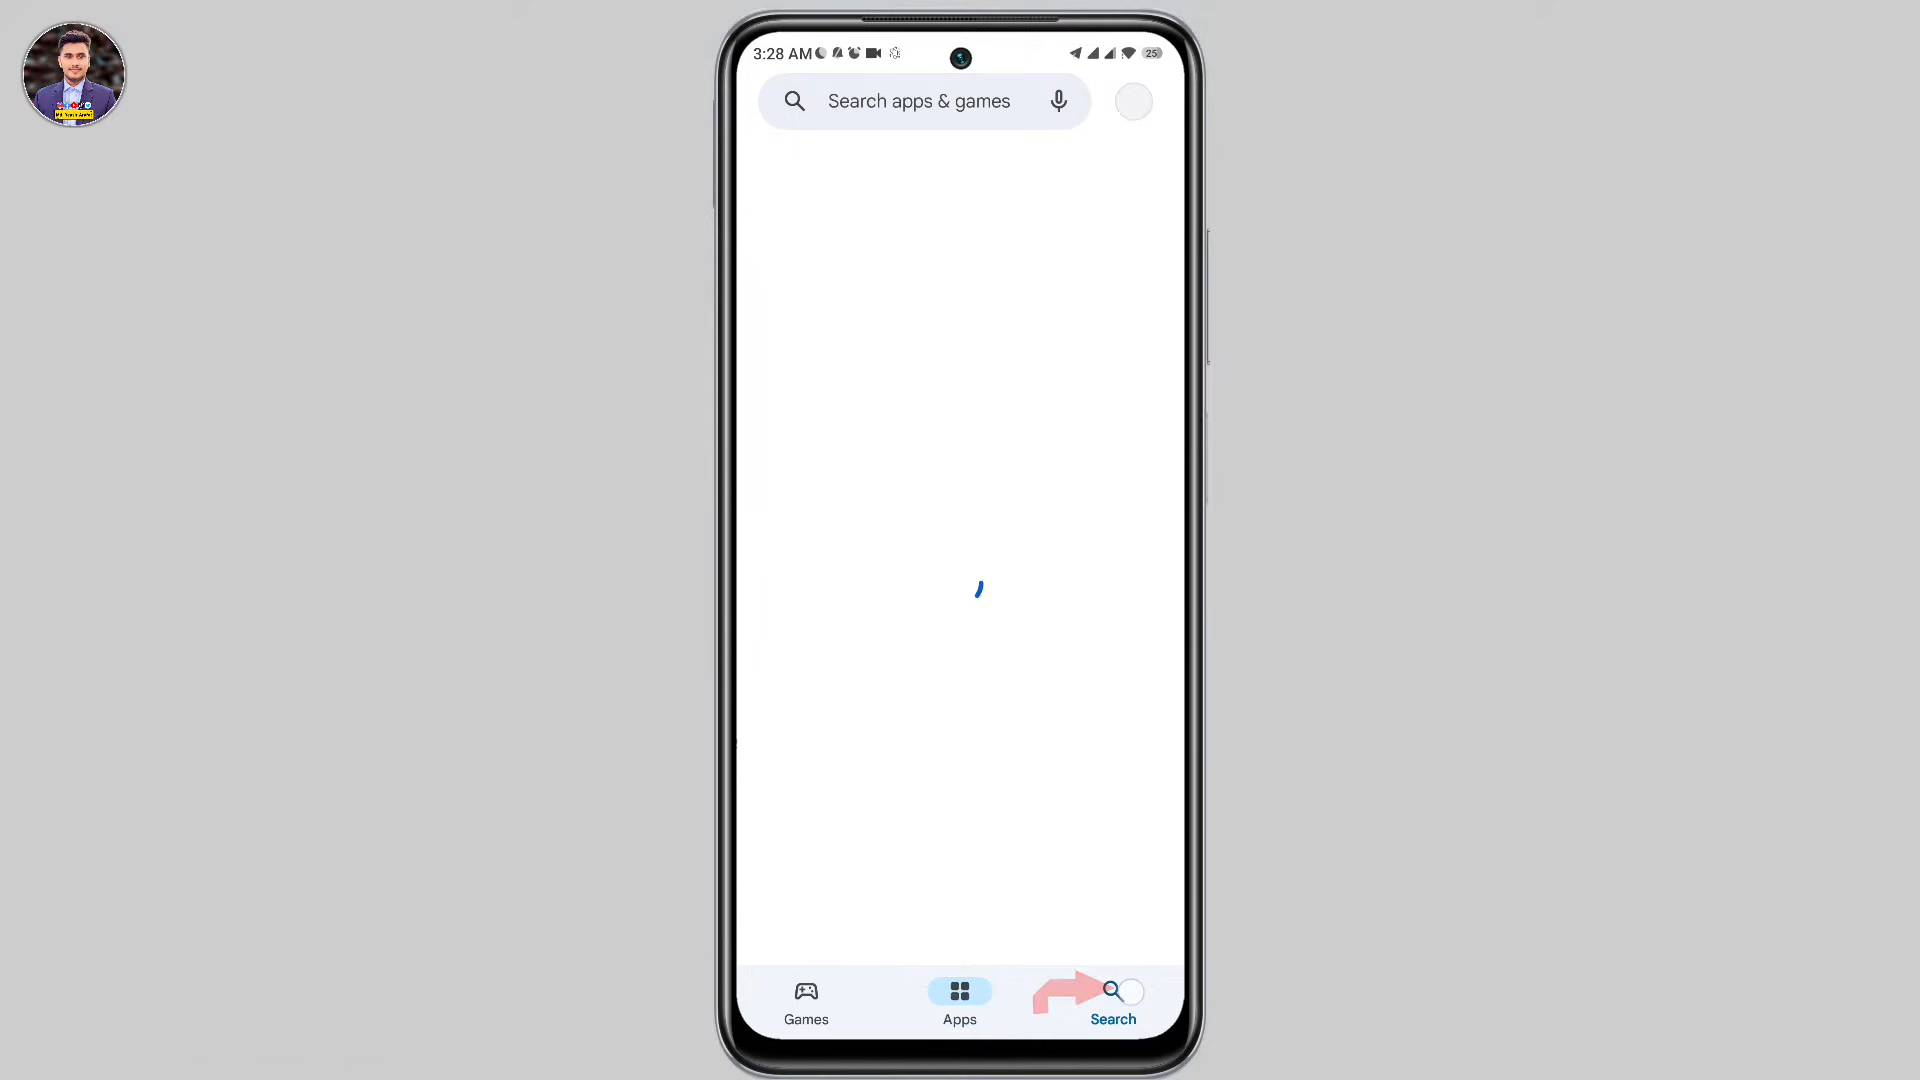 3:28 AM
25
Search apps & games
Games
Apps
Search